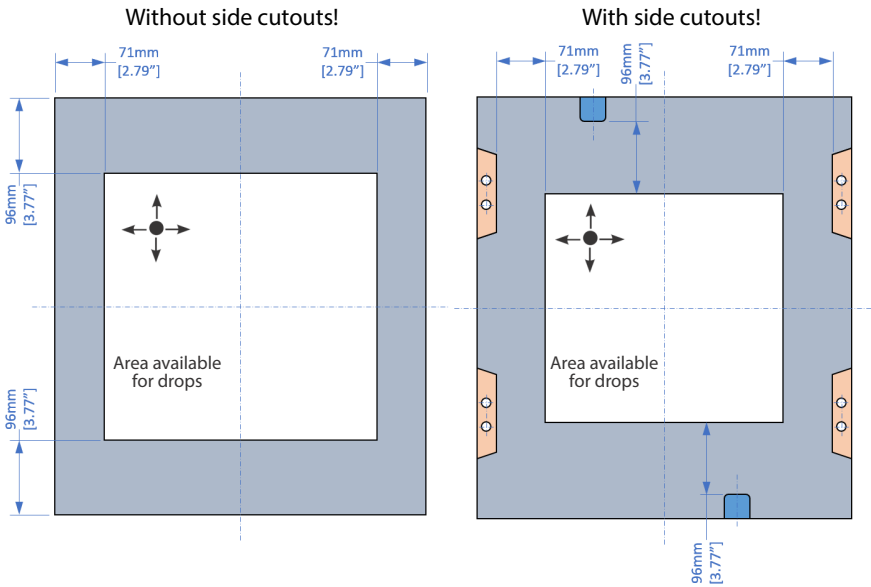 Without side cutouts!
71mm
[2.79”]
71mm
[2.79”]
96mm
[3.77”]
Area available
for drops
96mm
[3.77”]
With side cutouts!
71mm
[2.79”]
96mm
[3.77”]
71mm
[2.79”]
Area available
for drops
96mm
[3.77”]